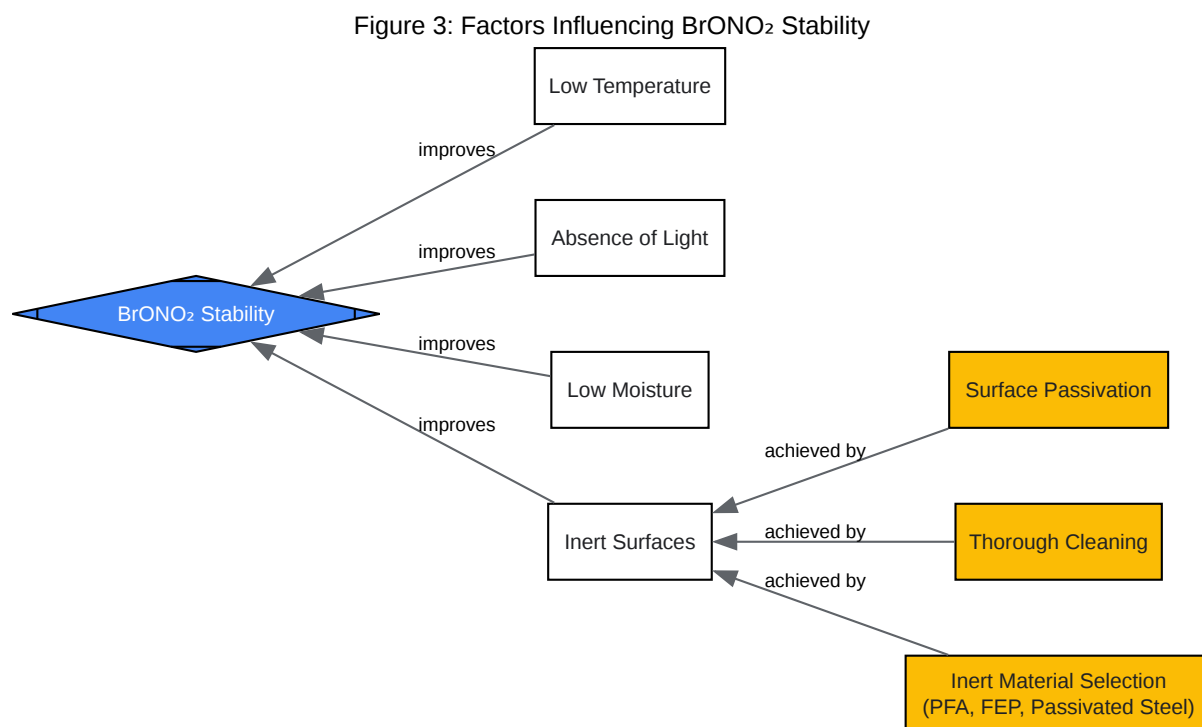 Figure 3: Factors Influencing BrONO₂ Stability
Low Temperature
improves
Absence of Light
improves
BrONO₂ Stability
improves
Low Moisture
Surface Passivation
improves
achieved by
Inert Surfaces
achieved by
Thorough Cleaning
achieved by
Inert Material Selection
(PFA, FEP, Passivated Steel)